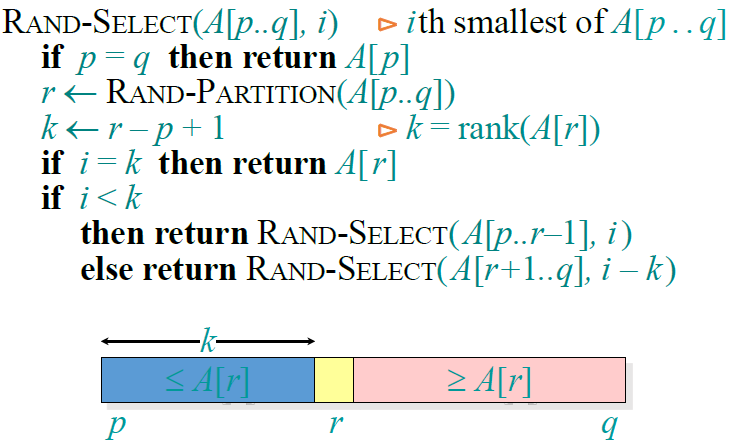 RAND-SELECT(A[p..q], i) ▷ ith smallest of A[p . . q]
if p = q then return A[p]
r ← RAND-PARTITION(A[p..q])
k ← r – p + 1 ▷ k = rank(A[r])
if i = k then return A[r]
if i < k
then return RAND-SELECT(A[p..r–1], i)
else return RAND-SELECT(A[r+1..q], i – k)
k
≤ A[r] ≥ A[r]
p r q